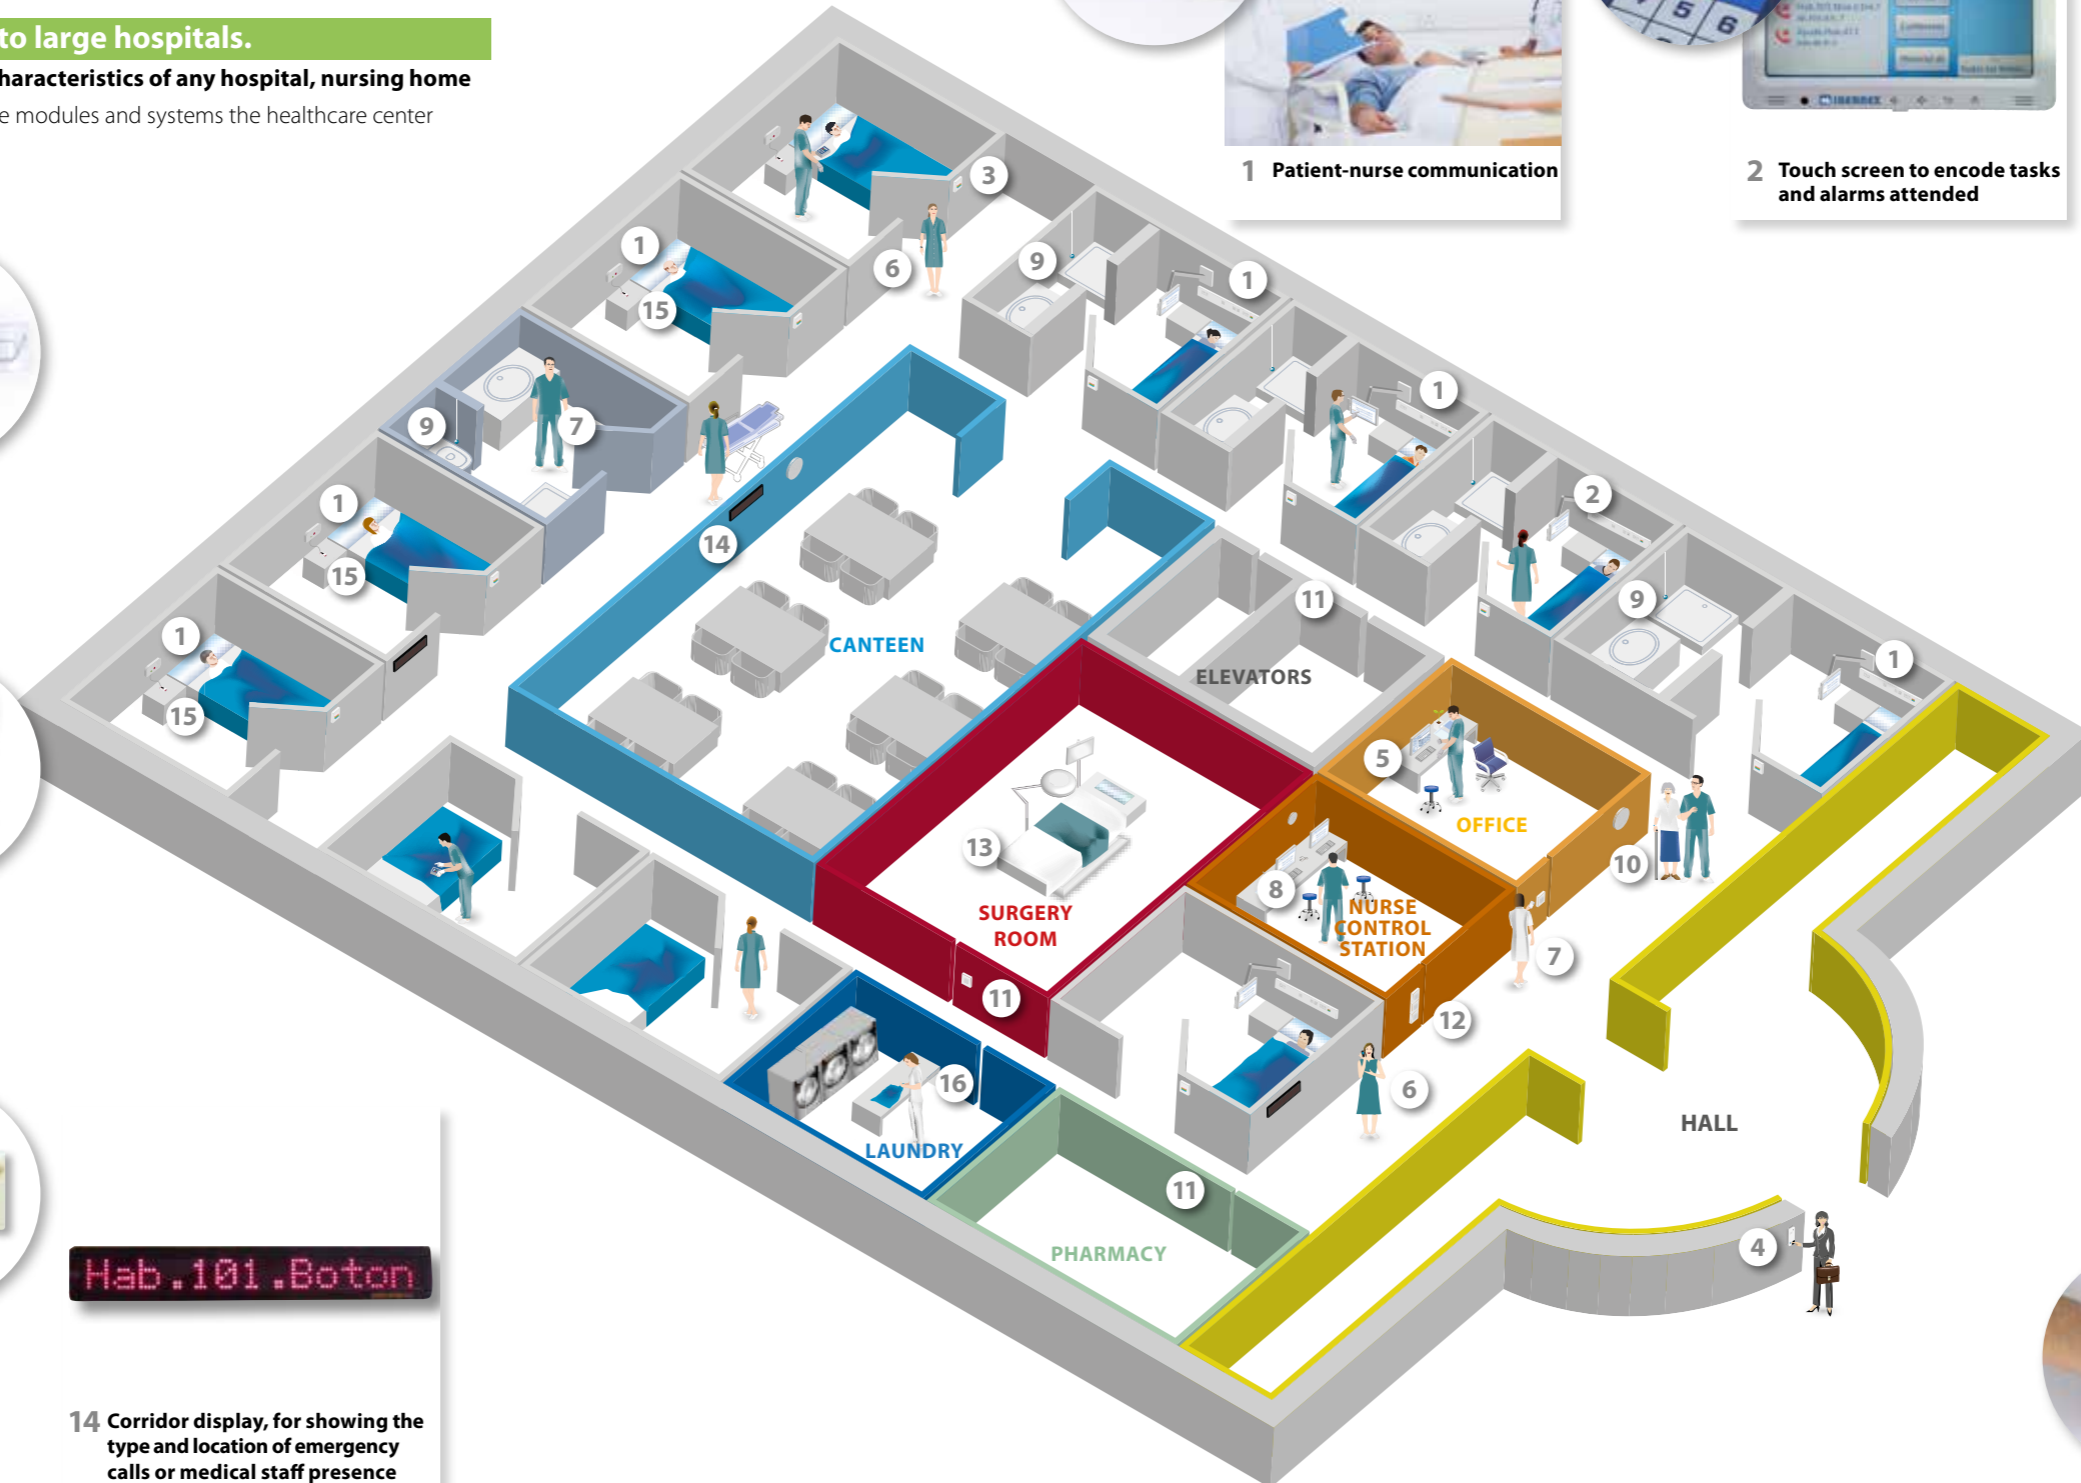 to large hospitals.
haracteristics of any hospital, nursing home
e modules and systems the healthcare center
5 6
IBERNEX
1 Patient-nurse communication
2 Touch screen to encode tasks
and alarms attended
3
1
6
9
1
15
1
9
7
2
1
14
15
11
9
1
CANTEEN
1
ELEVATORS
15
5
OFFICE
13
10
8
SURGERY
ROOM
NURSE
CONTROL
STATION
7
11
12
16
6
HALL
LAUNDRY
11
PHARMACY
4
Hab.101.Boton
14 Corridor display, for showing the
type and location of emergency
calls or medical staff presence